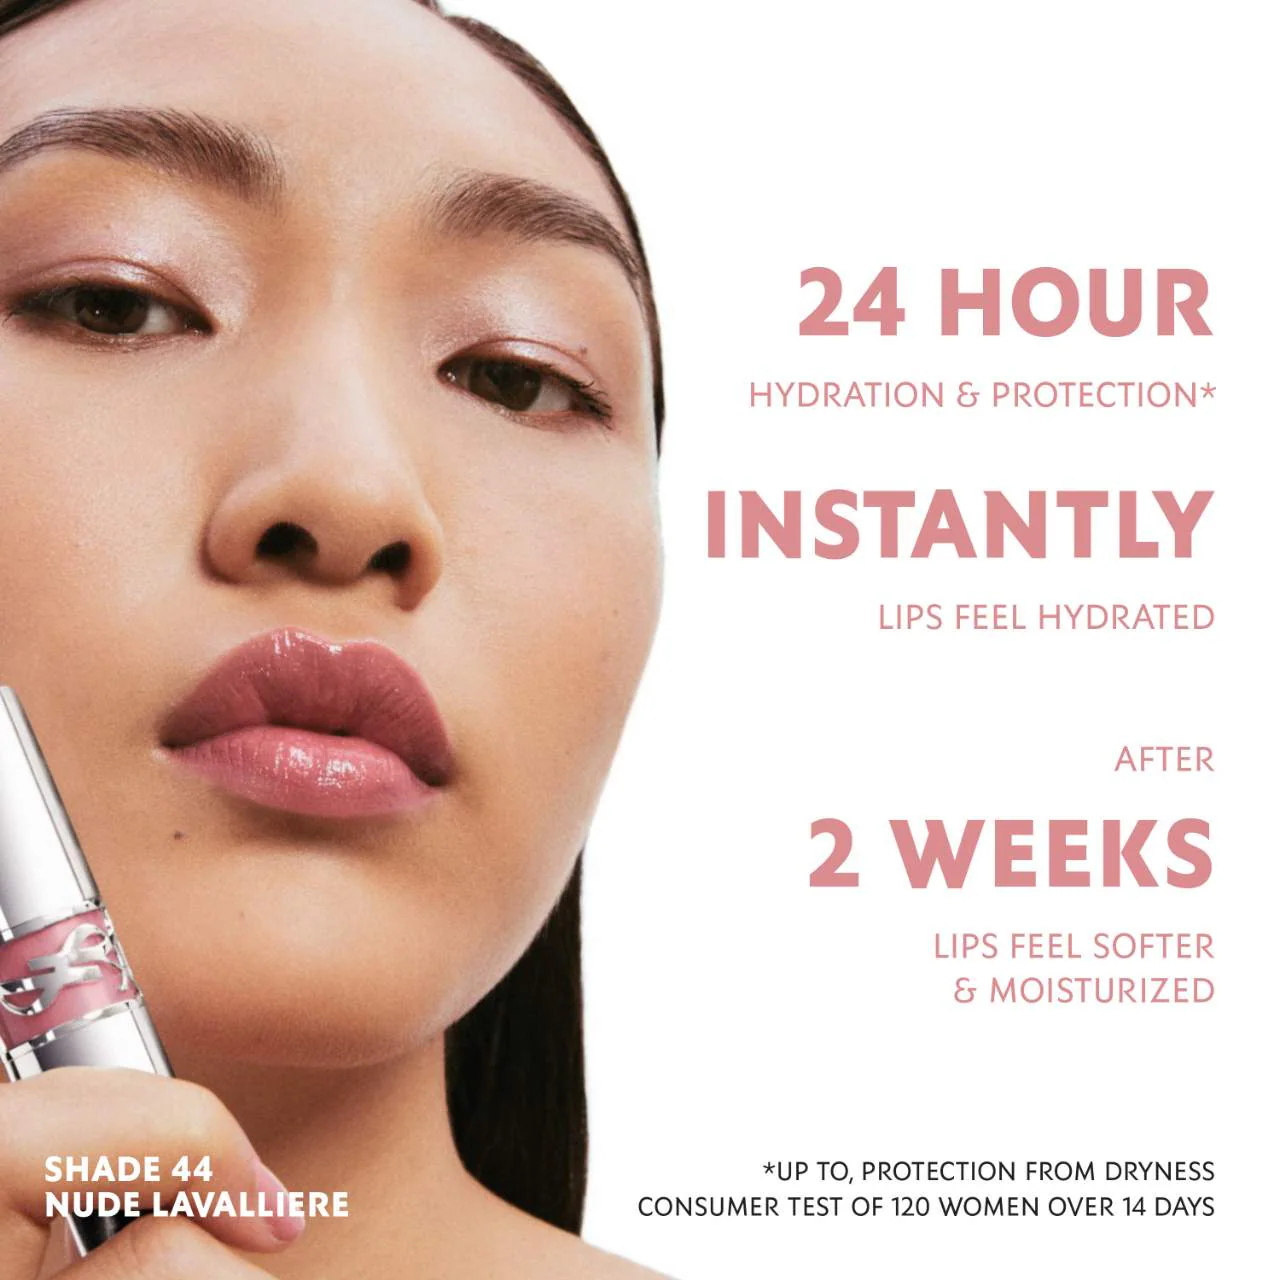 24 HOUR
HYDRATION & PROTECTION*
INSTANTLY
LIPS FEEL HYDRATED
AFTER
2 WEEKS
LIPS FEEL SOFTER
& MOISTURIZED
SHADE 44
NUDE LAVALLIERE
*UP TO, PROTECTION FROM DRYNESS
CONSUMER TEST OF 120 WOMEN OVER 14 DAYS